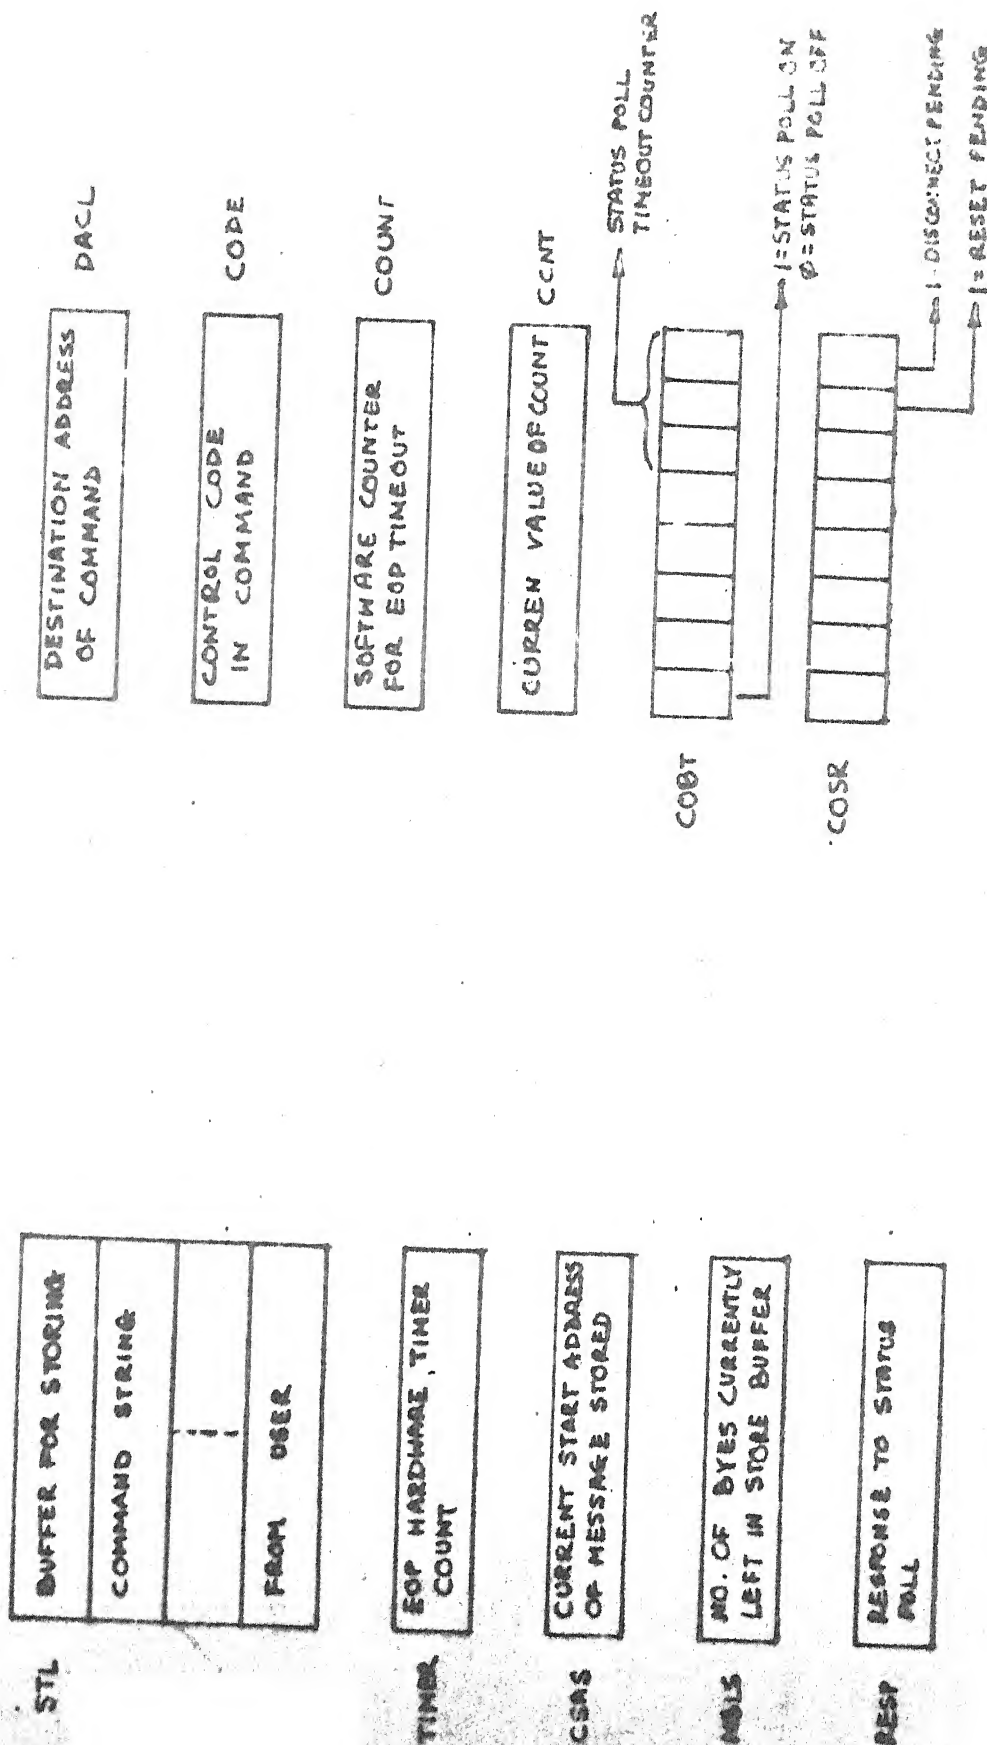 STL
BUFFER FOR STORING
COMMAND STRING
FROM USER
TIMER
EOP HARDWARE, TIMER
COUNT
CSAS
CURRENT START ADDRESS
OF MESSAGE STORED
NBLS
NO. OF BYES CURRENTLY
LEFT IN STORE BUFFER
RESP
RESPONSE TO STATUS
POLL
DESTINATION ADDRESS
OF COMMAND
DACL
CONTROL CODE
IN COMMAND
CODE
SOFTWARE COUNTER
FOR EOP TIMEOUT
COUNT
CURREN VALUE OF COUNT
CCNT
COBT
STATUS POLL
TIMEOUT COUNTER
1=STATUS POLL ON
0=STATUS POLL OFF
COSR
1-DISCONNECT PENDING
1=RESET PENDING